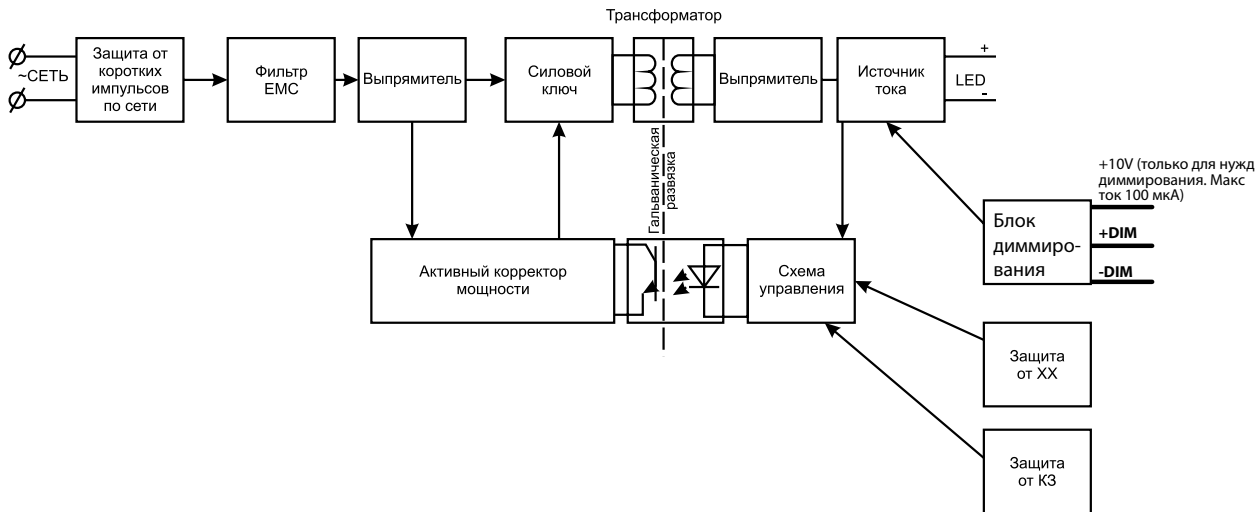 Трансформатор
~СЕТЬ
Защита от
коротких
импульсов
по сети
Фильтр
EMC
Выпрямитель
Силовой
ключ
Выпрямитель
Источник
тока
+
LED
-
Гальваническая
развязка
+10V (только для нужд
диммирования. Макс
ток 100 мкА)
Блок
диммиро-
вания
+DIM
-DIM
Активный корректор
мощности
Схема
управления
Защита
от ХХ
Защита
от КЗ